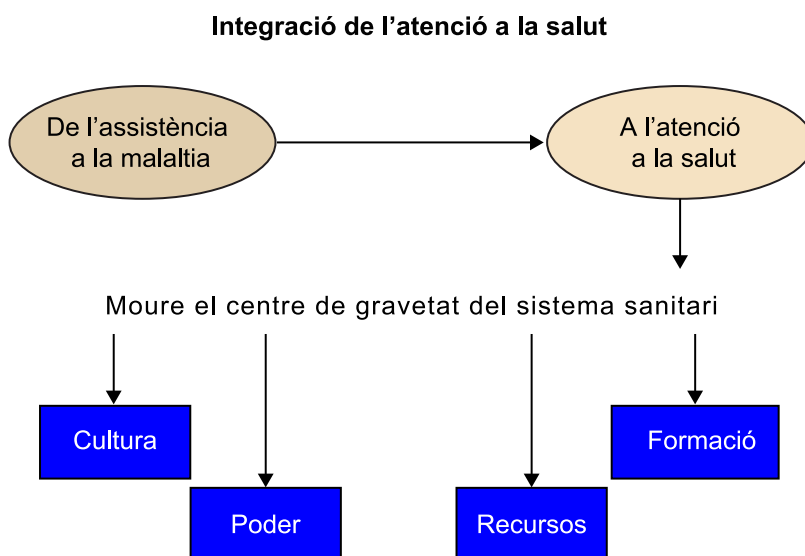 Integració de l’atenció a la salut
De l’assistència
a la malaltia
A l’atenció
a la salut
Moure el centre de gravetat del sistema sanitari
Cultura
Formació
Poder
Recursos